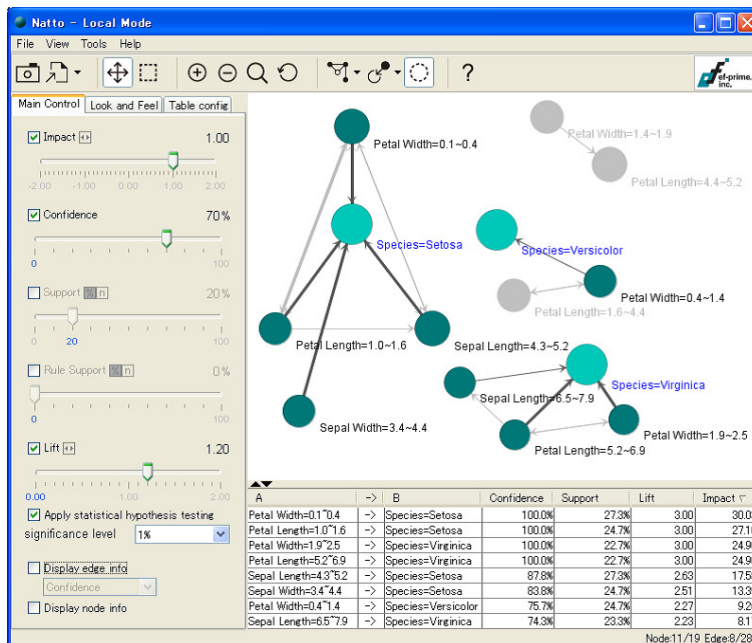 Natto - Local Mode
File View Tools Help
?
ef-prime, inc.
Main Control Look and Feel Table config
Impact 1.00
-2.00 -1.00 0.00 1.00 2.00
Confidence 70%
0 100
Support % n 20%
0 20 100
Rule Support % n 0%
0 100
Lift 1.20
0.00 1.00 2.00
Apply statistical hypothesis testing
significance level 1%
Display edge info
Confidence
Display node info
Petal Width=0.1~0.4
Petal Width=1.4~1.9
Petal Length=4.4~5.2
Species=Setosa
Species=Versicolor
Petal Width=0.4~1.4
Petal Length=1.6~4.4
Petal Length=1.0~1.6
Sepal Length=4.3~5.2
Species=Virginica
Sepal Length=6.5~7.9
Sepal Width=3.4~4.4
Petal Width=1.9~2.5
Petal Length=5.2~6.9
A -> B Confidence Support Lift Impact
Petal Width=0.1~0.4 -> Species=Setosa 100.0% 27.3% 3.00
Petal Length=1.0~1.6 -> Species=Setosa 100.0% 24.7% 3.00
Petal Width=1.9~2.5 -> Species=Virginica 100.0% 22.7% 3.00
Petal Length=5.2~6.9 -> Species=Virginica 100.0% 22.7% 3.00
Sepal Length=4.3~5.2 -> Species=Setosa 87.8% 27.3% 2.63
Sepal Width=3.4~4.4 -> Species=Setosa 83.8% 24.7% 2.51
Petal Width=0.4~1.4 -> Species=Versicolor 75.7% 24.7% 2.27
Sepal Length=6.5~7.9 -> Species=Virginica 74.3% 23.3% 2.23
Node:11/19 Edge:8/28